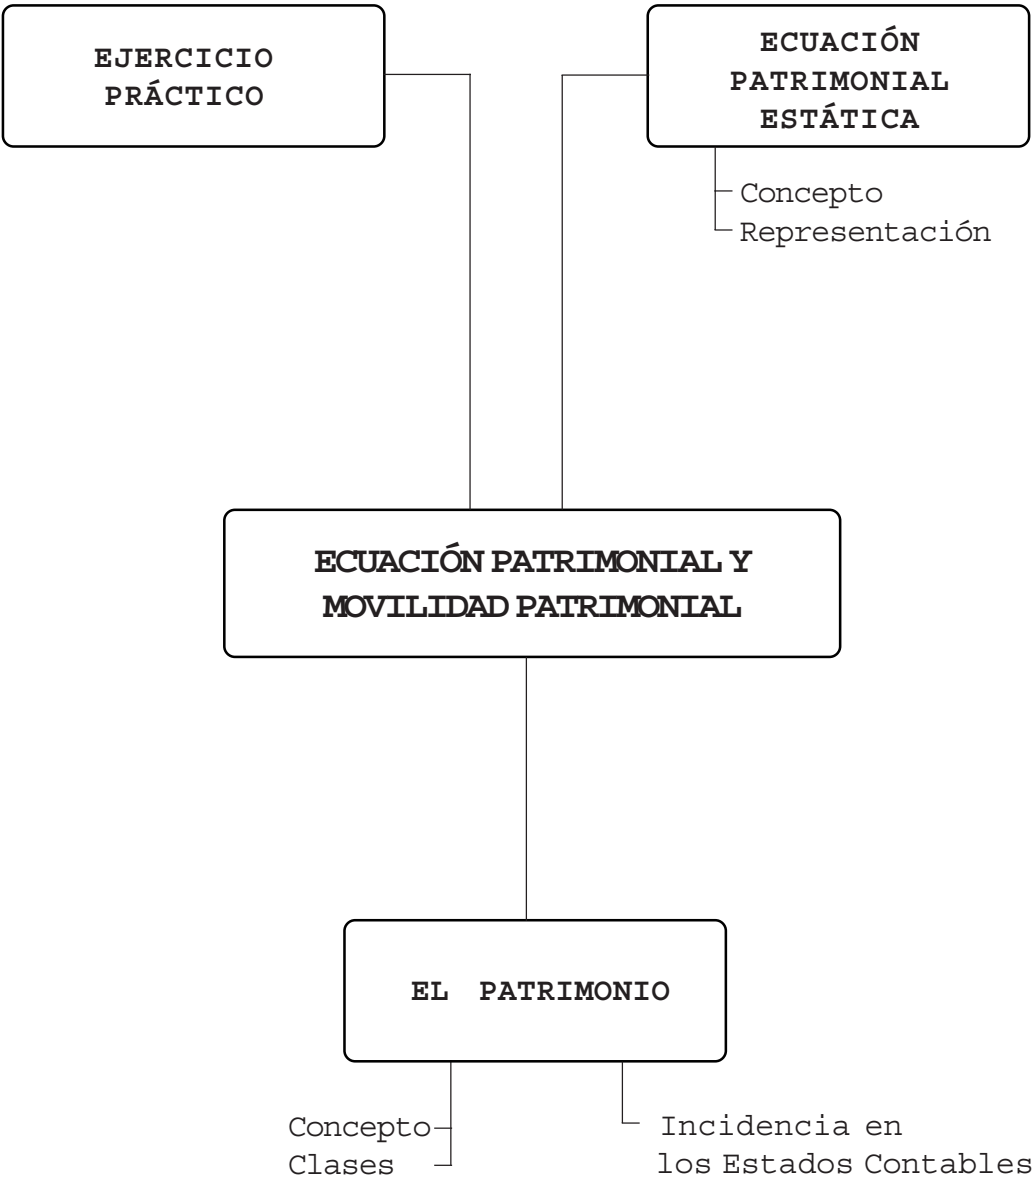 EJERCICIO
PRÁCTICO
ECUACIÓN
PATRIMONIAL
ESTÁTICA
Concepto
Representación
ECUACIÓN PATRIMONIAL Y
MOVILIDAD PATRIMONIAL
EL PATRIMONIO
Concepto
Clases
Incidencia en
los Estados Contables